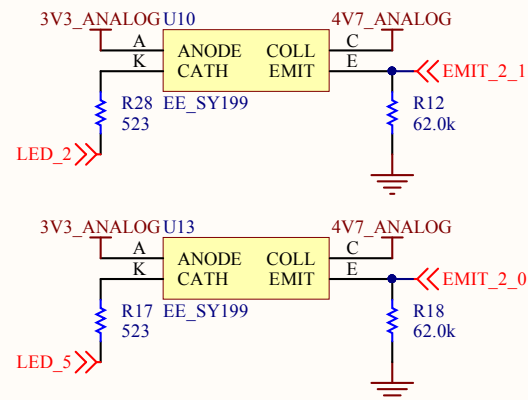 3V3_ANALOG U10 4V7_ANALOG
A ANODE COLL C
K CATH EMIT E EMIT_2_1
R28 EE_SY199 R12
523 62.0k
LED_2
3V3_ANALOG U13 4V7_ANALOG
A ANODE COLL C
K CATH EMIT E EMIT_2_0
R17 EE_SY199 R18
523 62.0k
LED_5